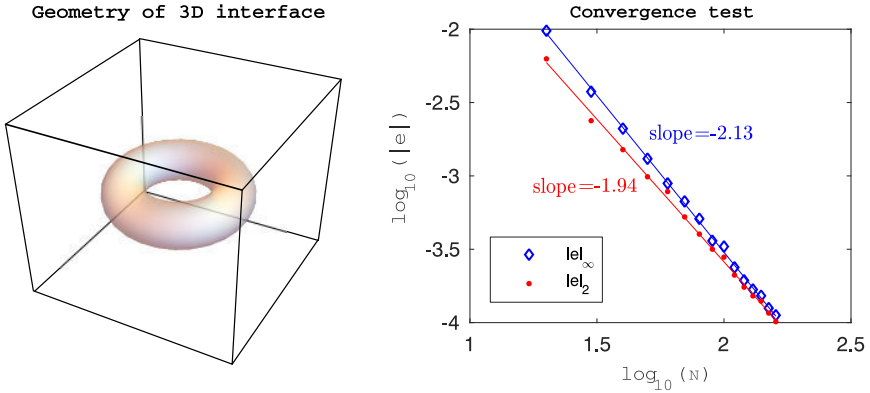 Geometry of 3D interface
Convergence test
-2
-2.5
-3
-3.5
-4
log10(|e|)
slope=-2.13
slope=-1.94
|e|∞
|e|2
1
1.5
2
2.5
log10(N)